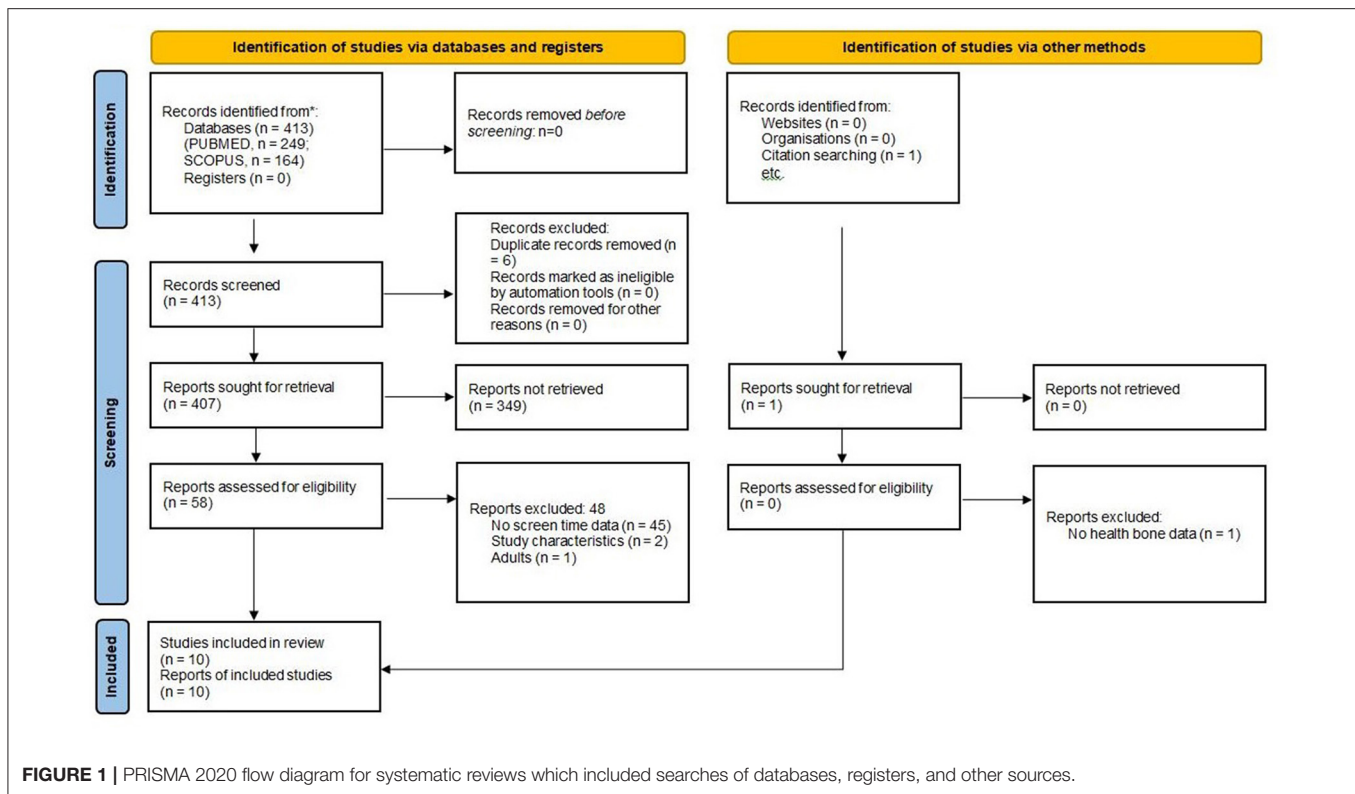 Identification of studies via databases and registers
Identification of studies via other methods
Identification
Records identified from*:
Databases (n = 413)
(PUBMED, n = 249;
SCOPUS, n = 164)
Registers (n = 0)
Records removed before
screening: n=0
Records identified from:
Websites (n = 0)
Organisations (n = 0)
Citation searching (n = 1)
etc.
Screening
Records screened
(n = 413)
Records excluded:
Duplicate records removed (n
= 6)
Records marked as ineligible
by automation tools (n = 0)
Records removed for other
reasons (n = 0)
Reports sought for retrieval
(n = 407)
Reports not retrieved
(n = 349)
Reports sought for retrieval
(n = 1)
Reports not retrieved
(n = 0)
Reports assessed for eligibility
(n = 58)
Reports excluded: 48
No screen time data (n = 45)
Study characteristics (n = 2)
Adults (n = 1)
Reports assessed for eligibility
(n = 0)
Reports excluded:
No health bone data (n = 1)
Included
Studies included in review
(n = 10)
Reports of included studies
(n = 10)
FIGURE 1 | PRISMA 2020 flow diagram for systematic reviews which included searches of databases, registers, and other sources.